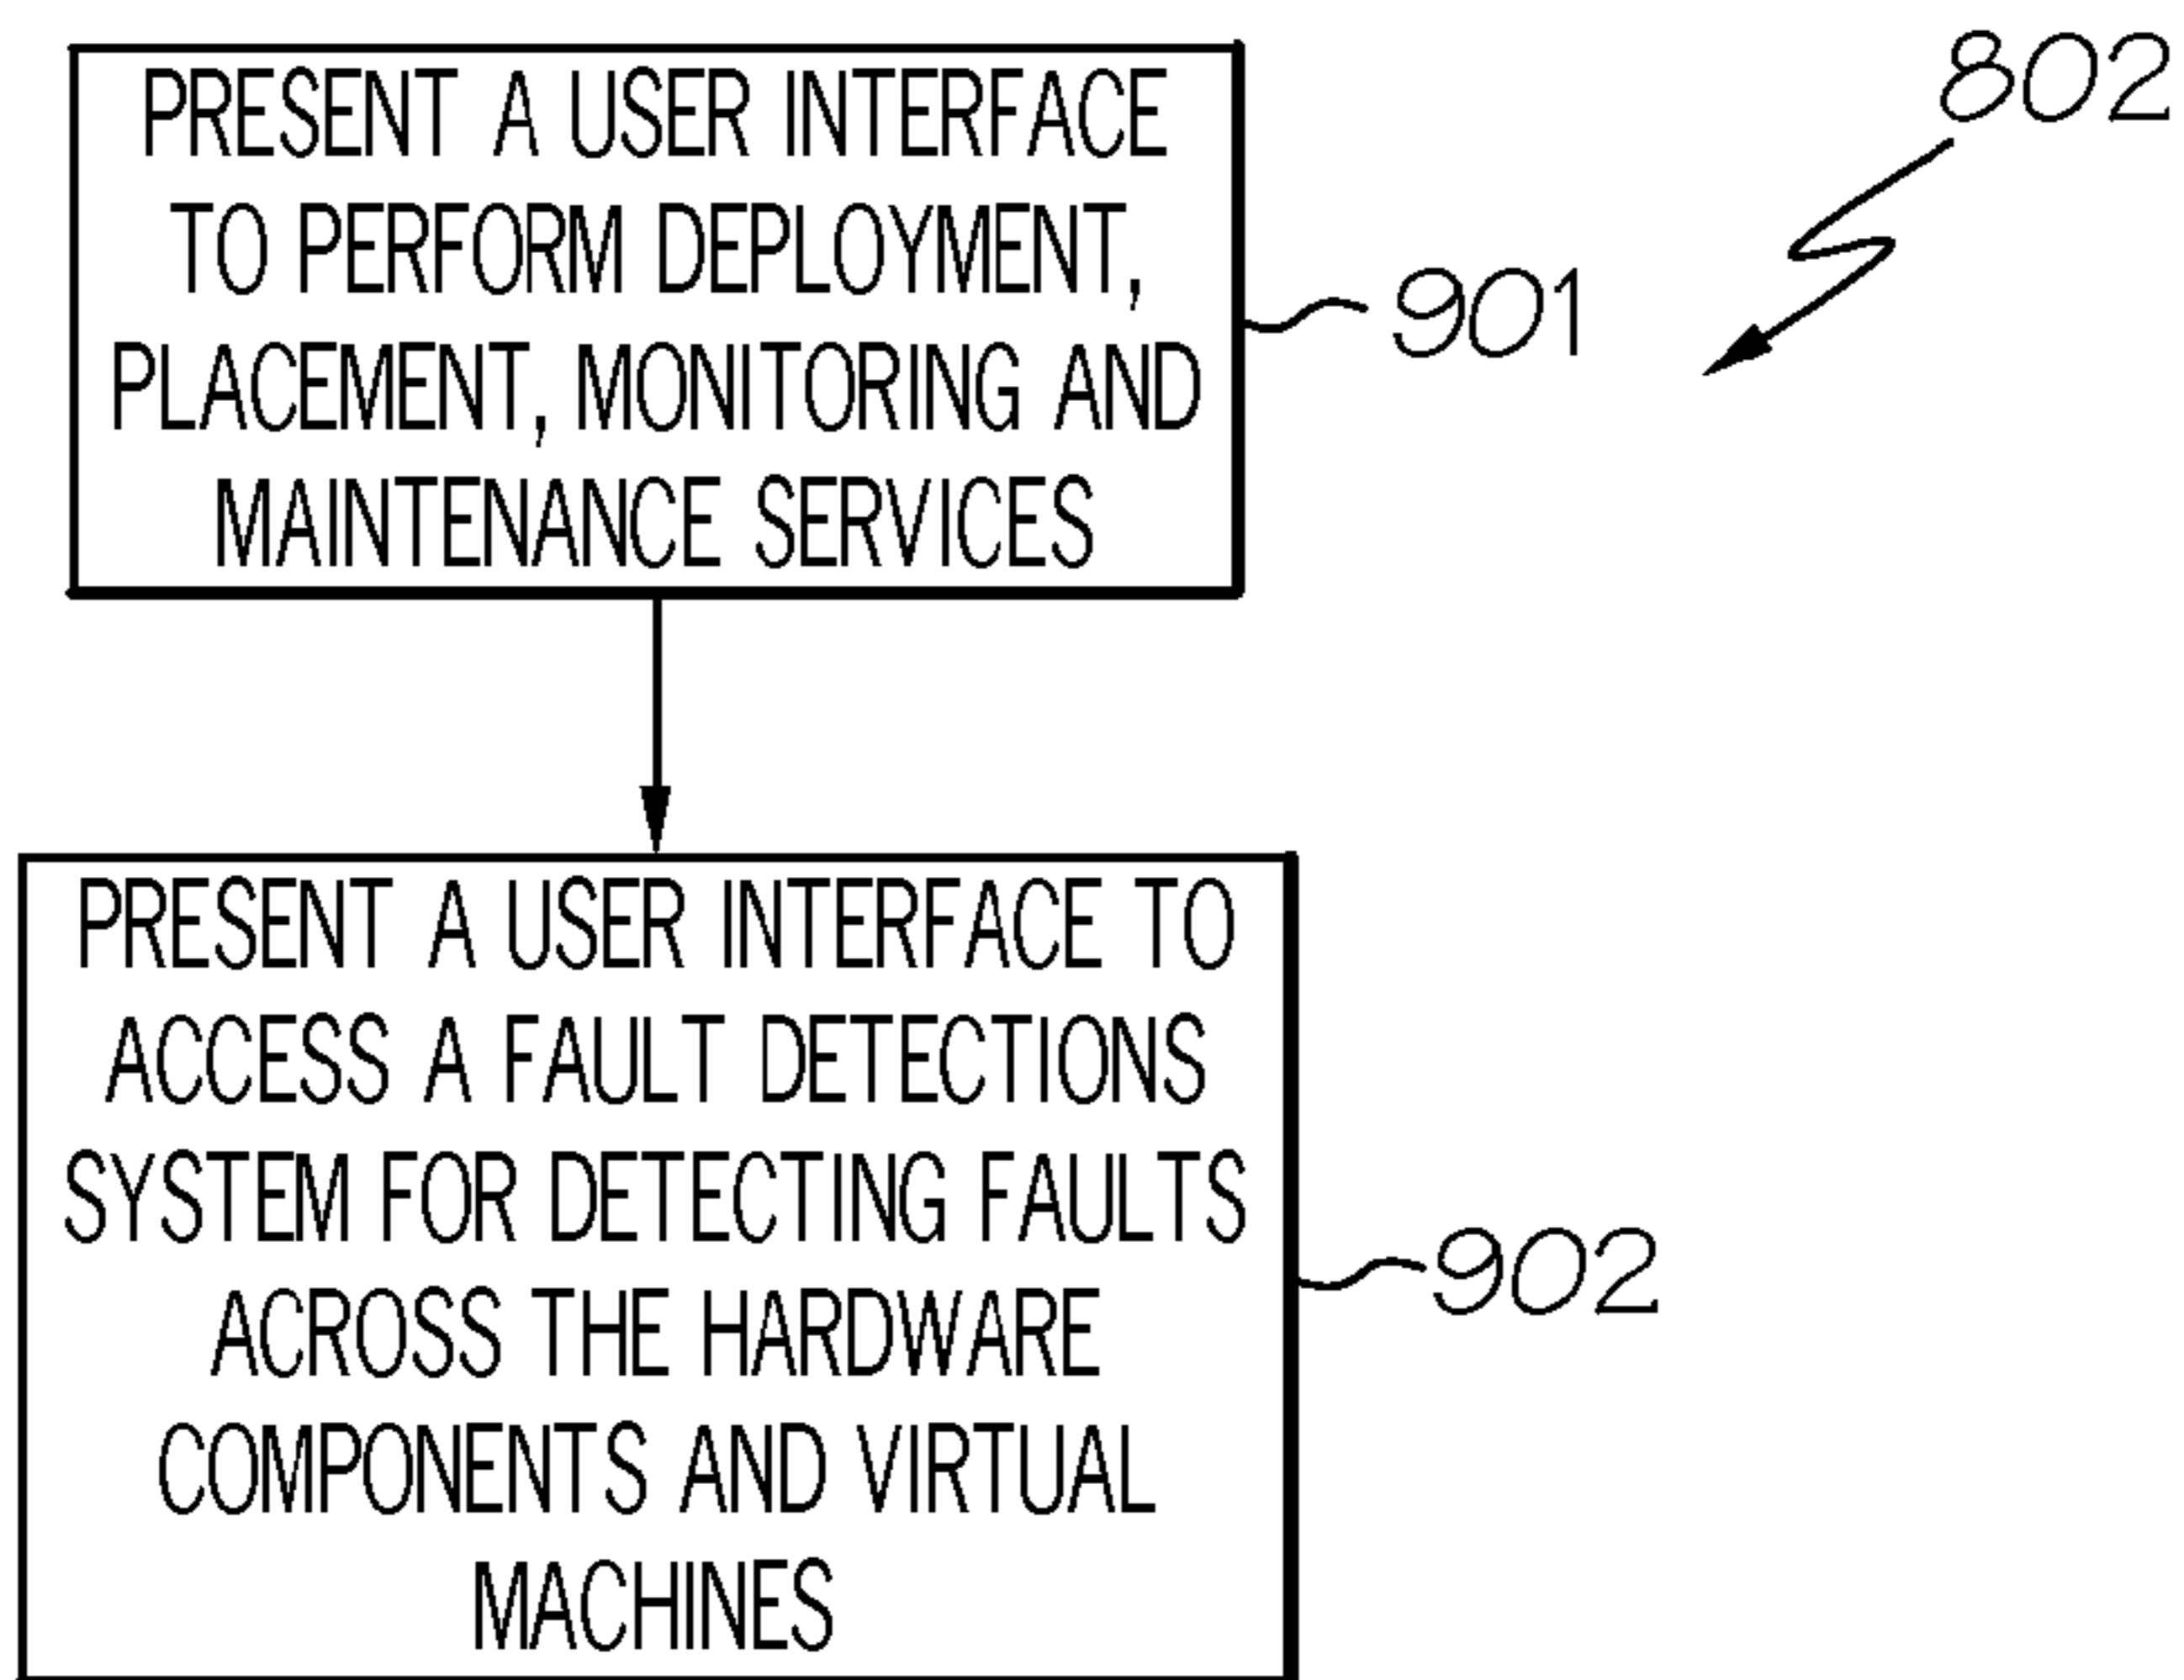 PRESENT A USER INTERFACE
TO PERFORM DEPLOYMENT,
PLACEMENT, MONITORING AND
MAINTENANCE SERVICES
802
901
PRESENT A USER INTERFACE TO
ACCESS A FAULT DETECTIONS
SYSTEM FOR DETECTING FAULTS
ACROSS THE HARDWARE
COMPONENTS AND VIRTUAL
MACHINES
902